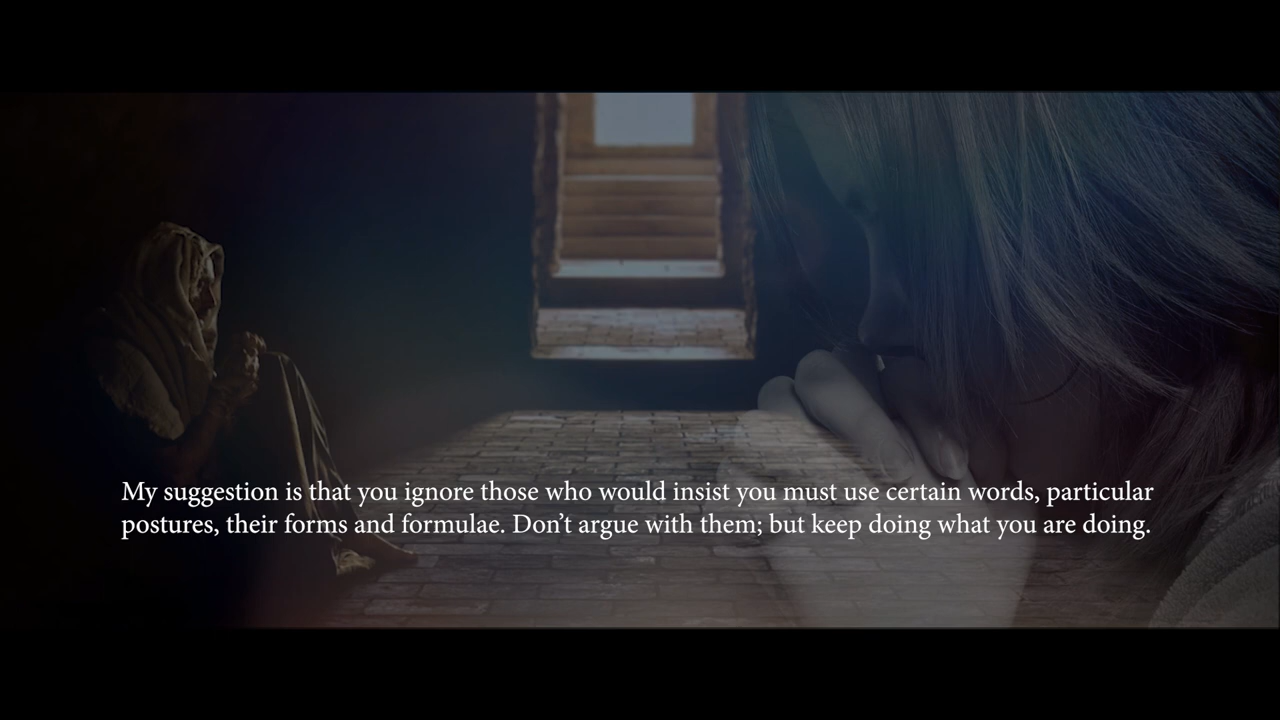 My suggestion is that you ignore those who would insist you must use certain words, particular
postures, their forms and formulae. Don’t argue with them; but keep doing what you are doing.